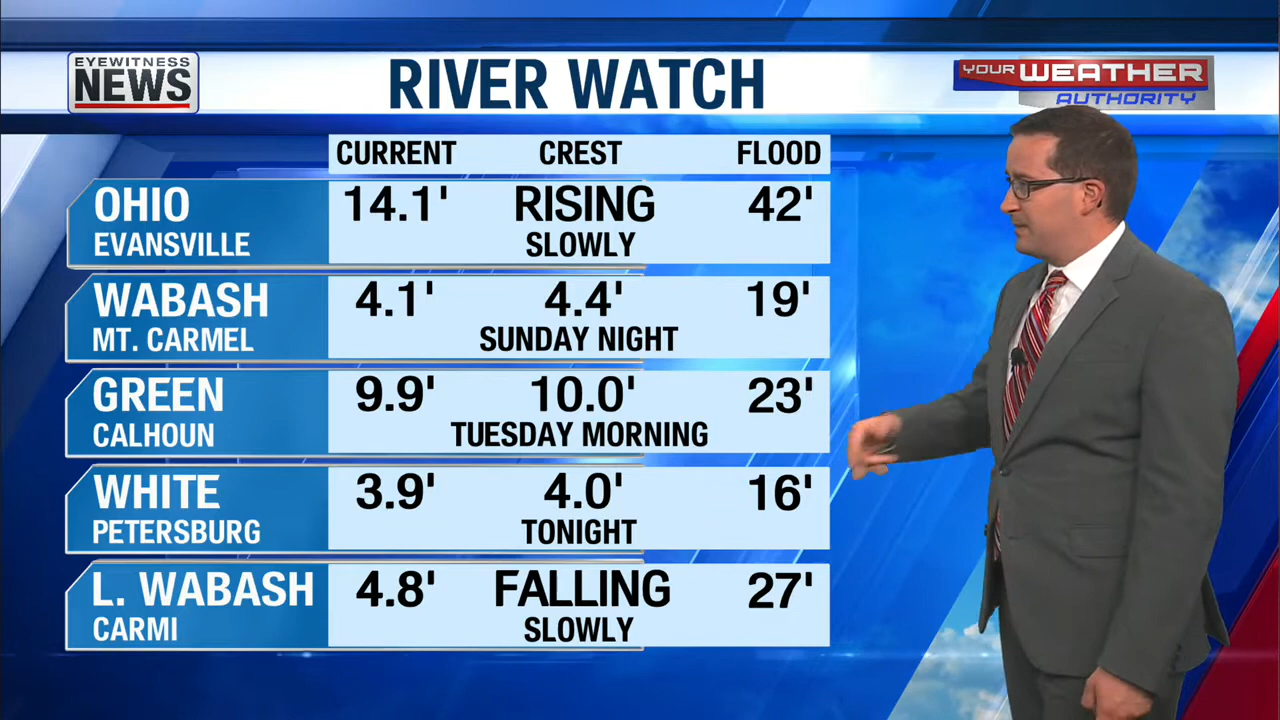 EYEWITNESS
NEWS
RIVER WATCH
YOUR WEATHER
AUTHORITY
CURRENT CREST FLOOD
OHIO 14.1' RISING 42'
EVANSVILLE SLOWLY
WABASH 4.1' 4.4' 19'
MT. CARMEL SUNDAY NIGHT
GREEN 9.9' 10.0' 23'
CALHOUN TUESDAY MORNING
WHITE 3.9' 4.0' 16'
PETERSBURG TONIGHT
L. WABASH 4.8' FALLING 27'
CARMI SLOWLY